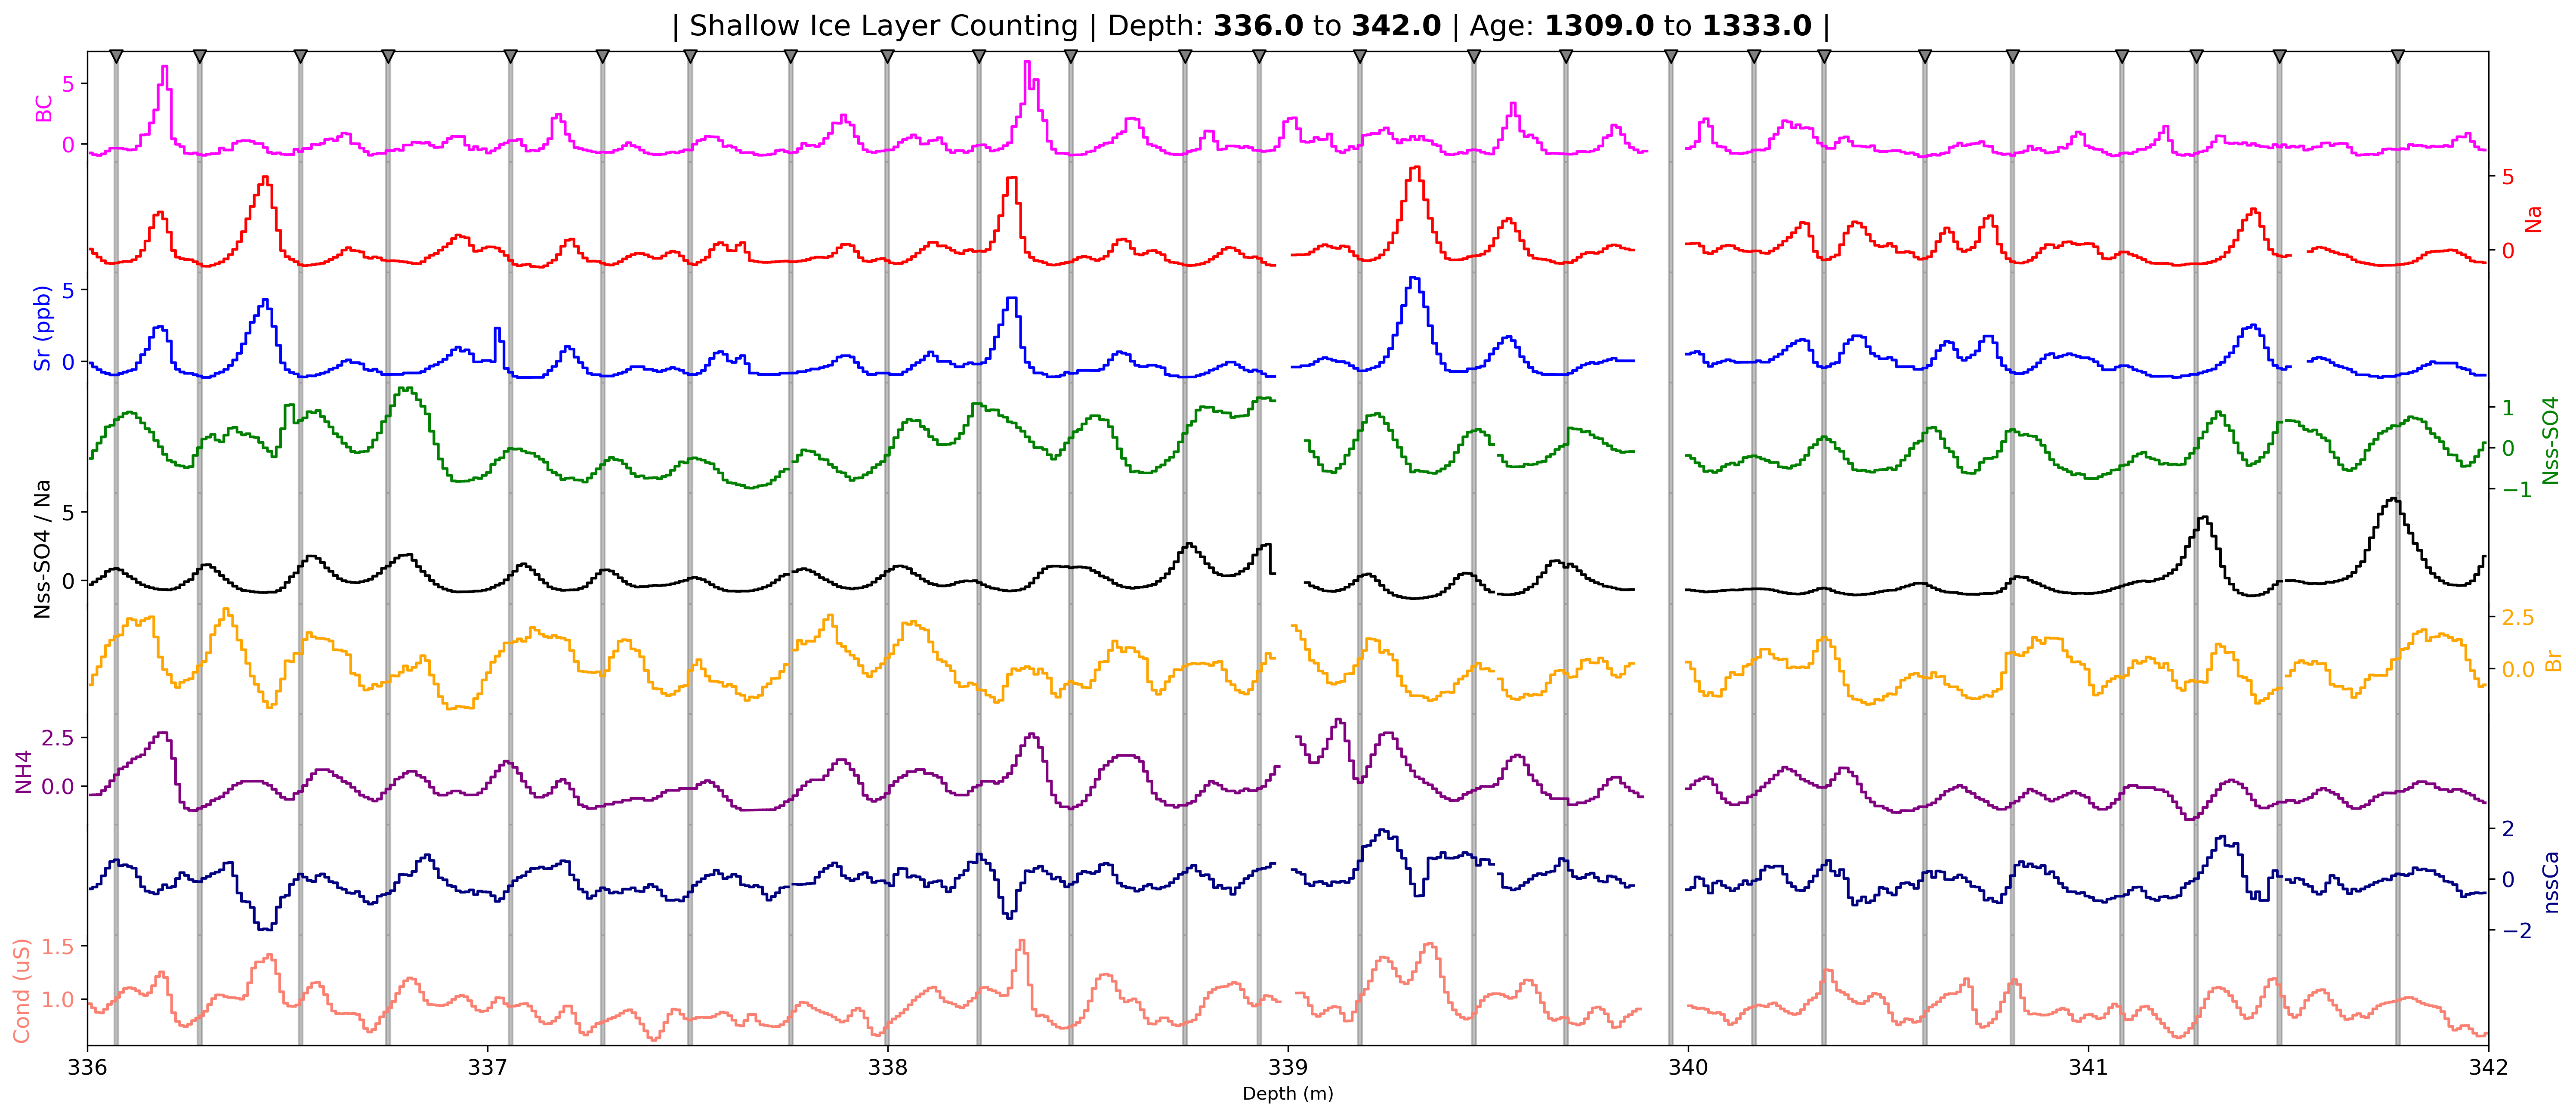 | Shallow Ice Layer Counting | Depth: 336.0 to 342.0 | Age: 1309.0 to 1333.0 |
BC
5
0
5
0
Na
Sr (ppb)
5
0
1
0
−1
Nss-SO4
Nss-SO4 / Na
5
0
2.5
0.0
Br
NH4
2.5
0.0
2
0
−2
nssCa
Cond (uS)
1.5
1.0
336 337 338 339 340 341 342
Depth (m)